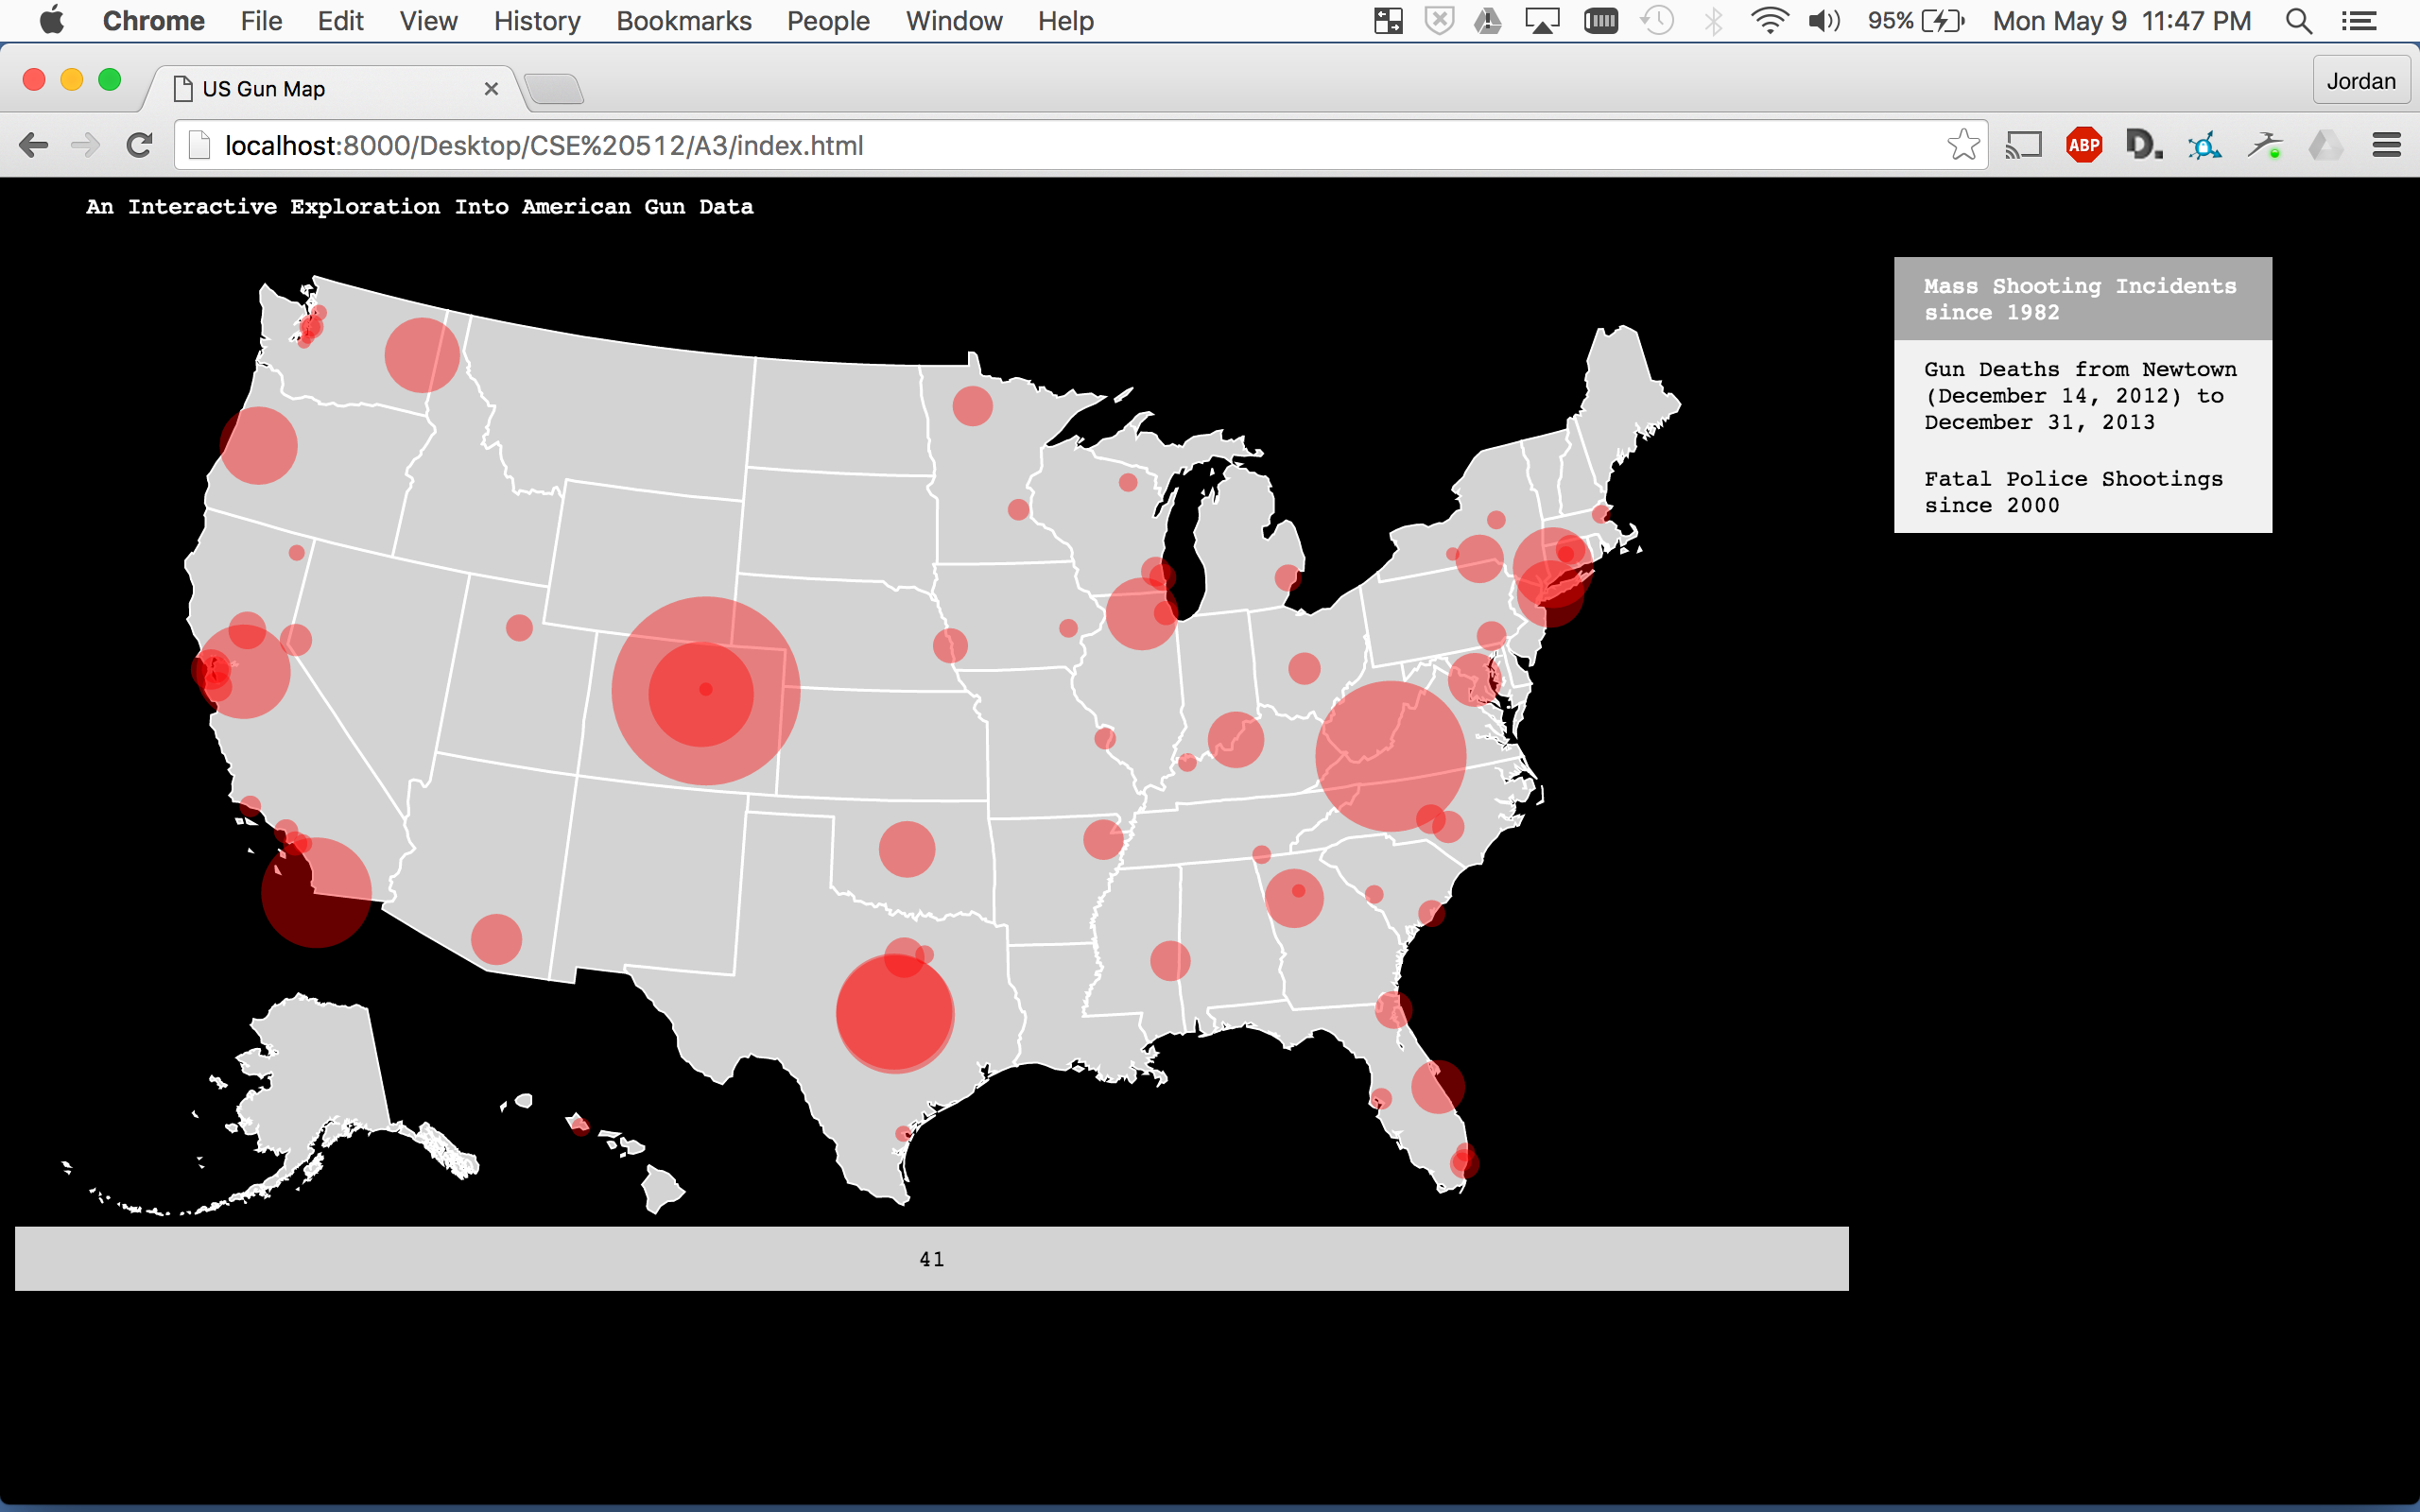 Chrome File Edit View History Bookmarks People Window Help 95% Mon May 9 11:47 PM
US Gun Map
Jordan
localhost:8000/Desktop/CSE%20512/A3/index.html
ABP
D.
An Interactive Exploration Into American Gun Data
Mass Shooting Incidents
since 1982
Gun Deaths from Newtown
(December 14, 2012) to
December 31, 2013
Fatal Police Shootings
since 2000
41